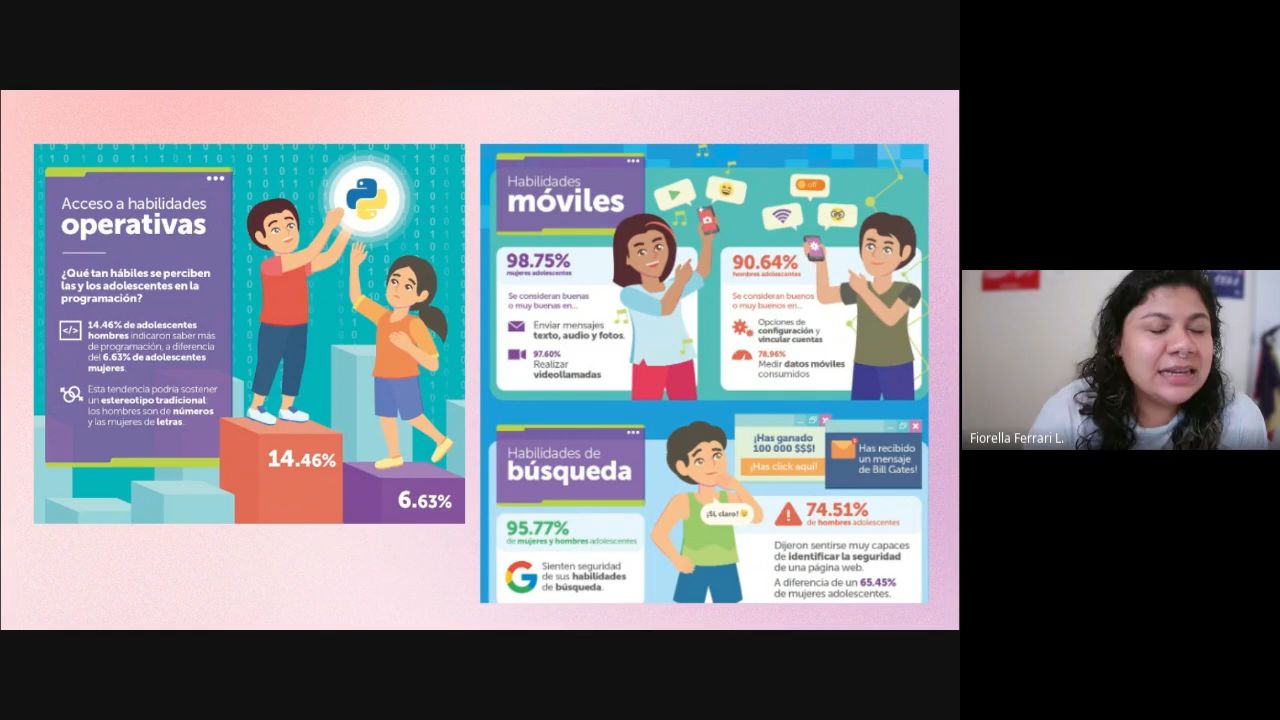 Acceso a habilidades
operativas
¿Qué tan hábiles se perciben
las y los adolescentes en la
programación?
14.46% de adolescentes
hombres indicaron saber más
de programación, a diferencia
del 6.63% de adolescentes
mujeres
Esta tendencia podría sostener
un estereotipo tradicional:
los hombres son de números
y las mujeres de letras.
14.46%
6.63%
Habilidades
móviles
off
98.75%
mujeres adolescentes
Se consideran buenas
o muy buenas en...
Enviar mensajes
texto, audio y fotos.
97.60%
Realizar
videollamadas
90.64%
hombres adolescentes
Se consideran buenos
o muy buenos en...
Opciones de
configuración y
vincular cuentas
78.96%
Medir datos móviles
consumidos
Habilidades de
búsqueda
95.77%
de mujeres y hombres adolescentes
Sienten seguridad
de sus habilidades
de búsqueda.
¡Has ganado
100 000 $$$!
¡Has click aquí!
Has recibido
un mensaje
de Bill Gates!
¡Sí, claro!
74.51%
de hombres adolescentes
Dijeron sentirse muy capaces
de identificar la seguridad
de una página web.
A diferencia de un 65.45%
de mujeres adolescentes.
Fiorella Ferrari L.